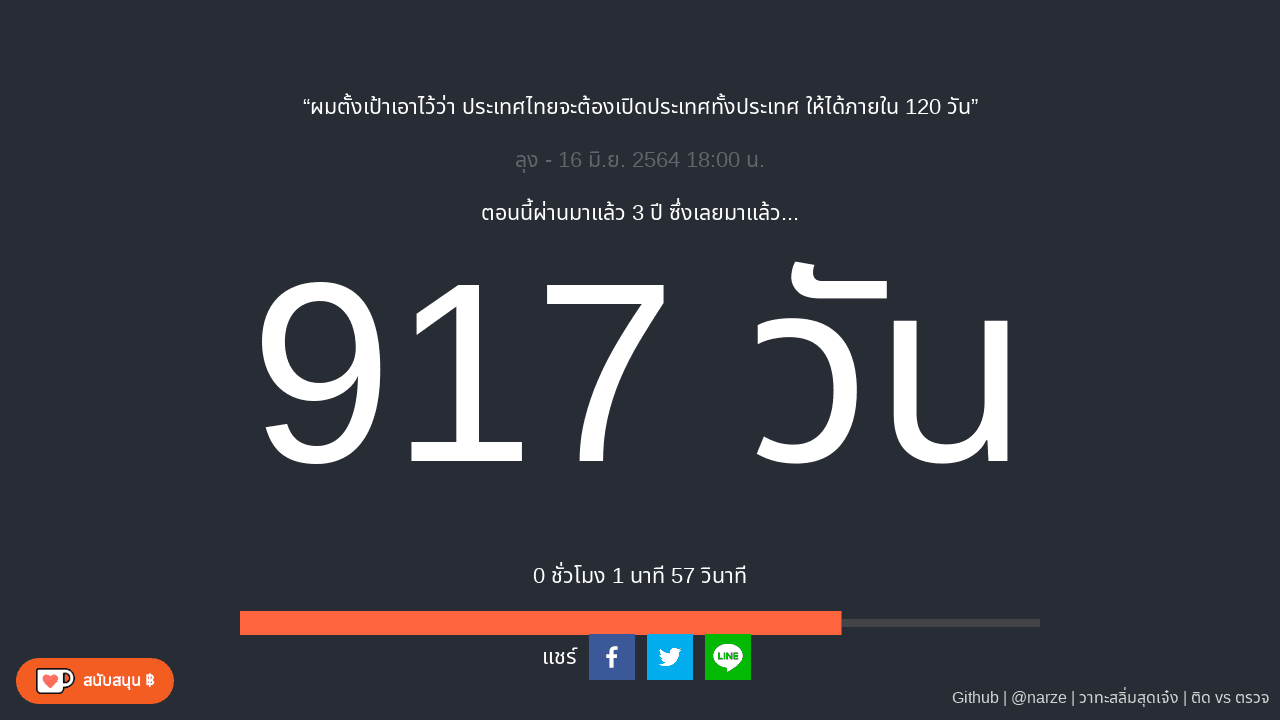 “ผมตั้งเป้าเอาไว้ว่า ประเทศไทยจะต้องเปิดประเทศทั้งประเทศ ให้ได้ภายใน 120 วัน”
ลุง - 16 มิ.ย. 2564 18:00 น.
ตอนนี้ผ่านมาแล้ว 3 ปี ซึ่งเลยมาแล้ว...
917 วัน
0 ชั่วโมง 1 นาที 57 วินาที
แชร์ LINE
สนับสนุน ฿
Github | @narze | วาทะสลิ่มสุดเจ๋ง | ติด vs ตรวจ